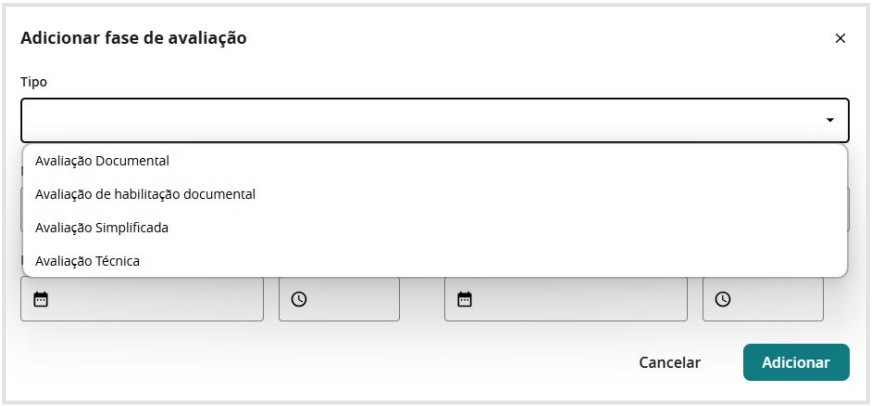 Adicionar fase de avaliação
Tipo
Avaliação Documental
Avaliação de habilitação documental
Avaliação Simplificada
Avaliação Técnica
Cancelar
Adicionar